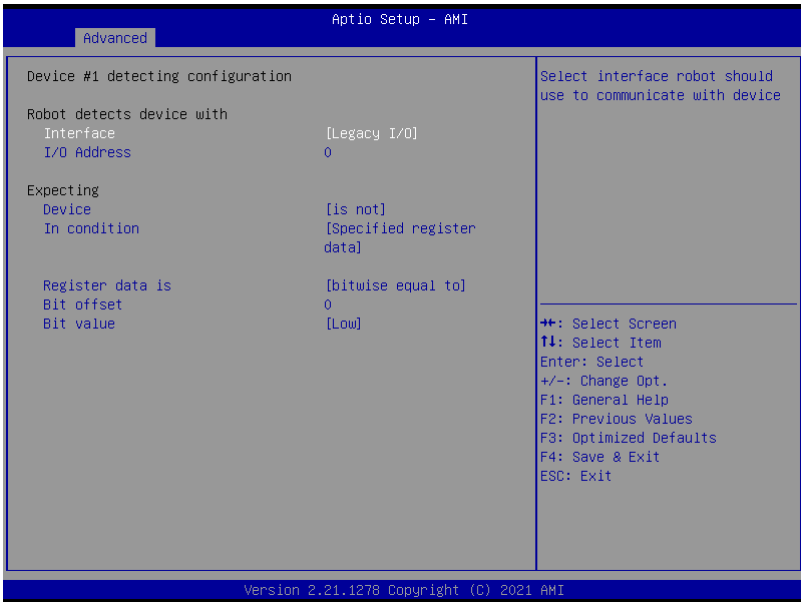 Aptio Setup – AMI
Advanced
Device #1 detecting configuration
Robot detects device with
Interface [Legacy I/O]
I/O Address 0
Expecting
Device [is not]
In condition [Specified register
data]
Register data is [bitwise equal to]
Bit offset 0
Bit value [Low]
Select interface robot should
use to communicate with device
→←: Select Screen
↑↓: Select Item
Enter: Select
+/-: Change Opt.
F1: General Help
F2: Previous Values
F3: Optimized Defaults
F4: Save & Exit
ESC: Exit
Version 2.21.1278 Copyright (C) 2021 AMI